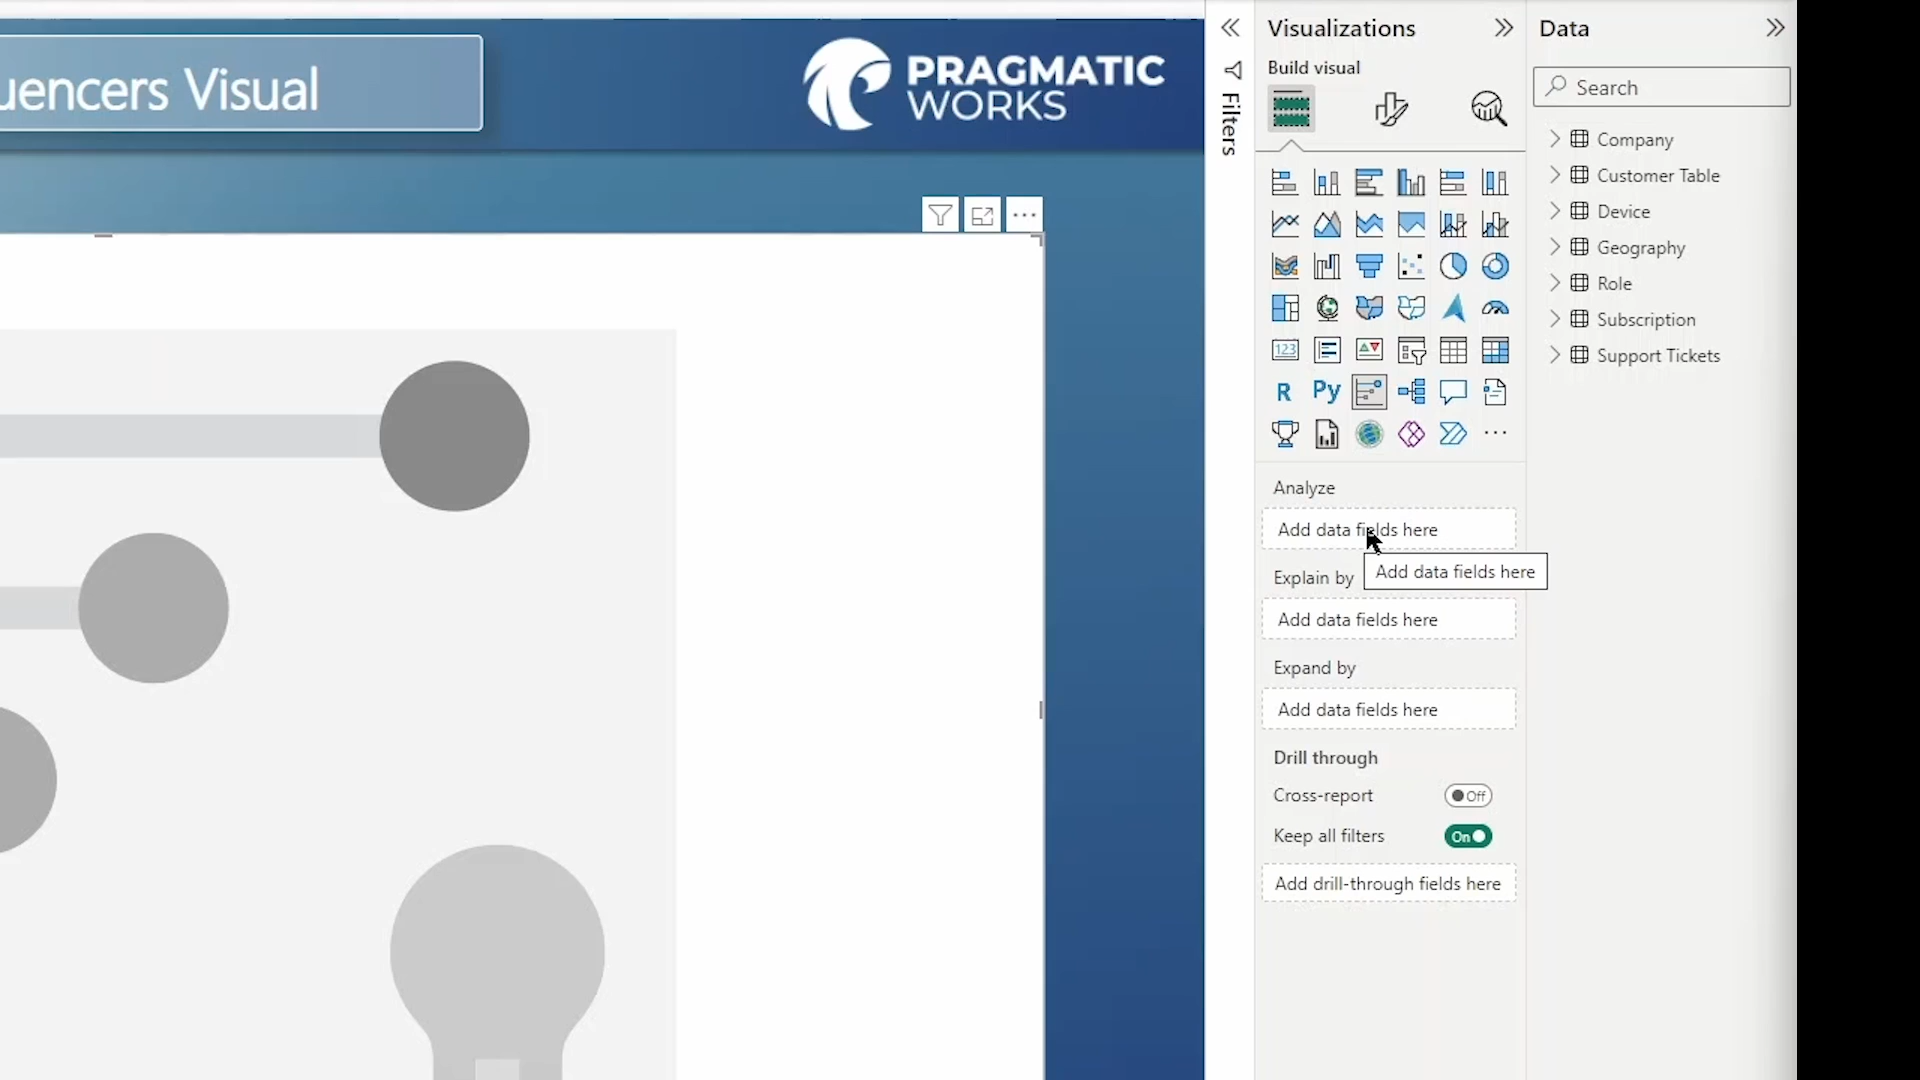 uencers Visual
PRAGMATIC
WORKS
Filters
Visualizations
Build visual
123
R
Py
Analyze
Add data fields here
Add data fields here
Explain by
Add data fields here
Expand by
Add data fields here
Drill through
Cross-report
Off
Keep all filters
On
Add drill-through fields here
Data
Search
Company
Customer Table
Device
Geography
Role
Subscription
Support Tickets